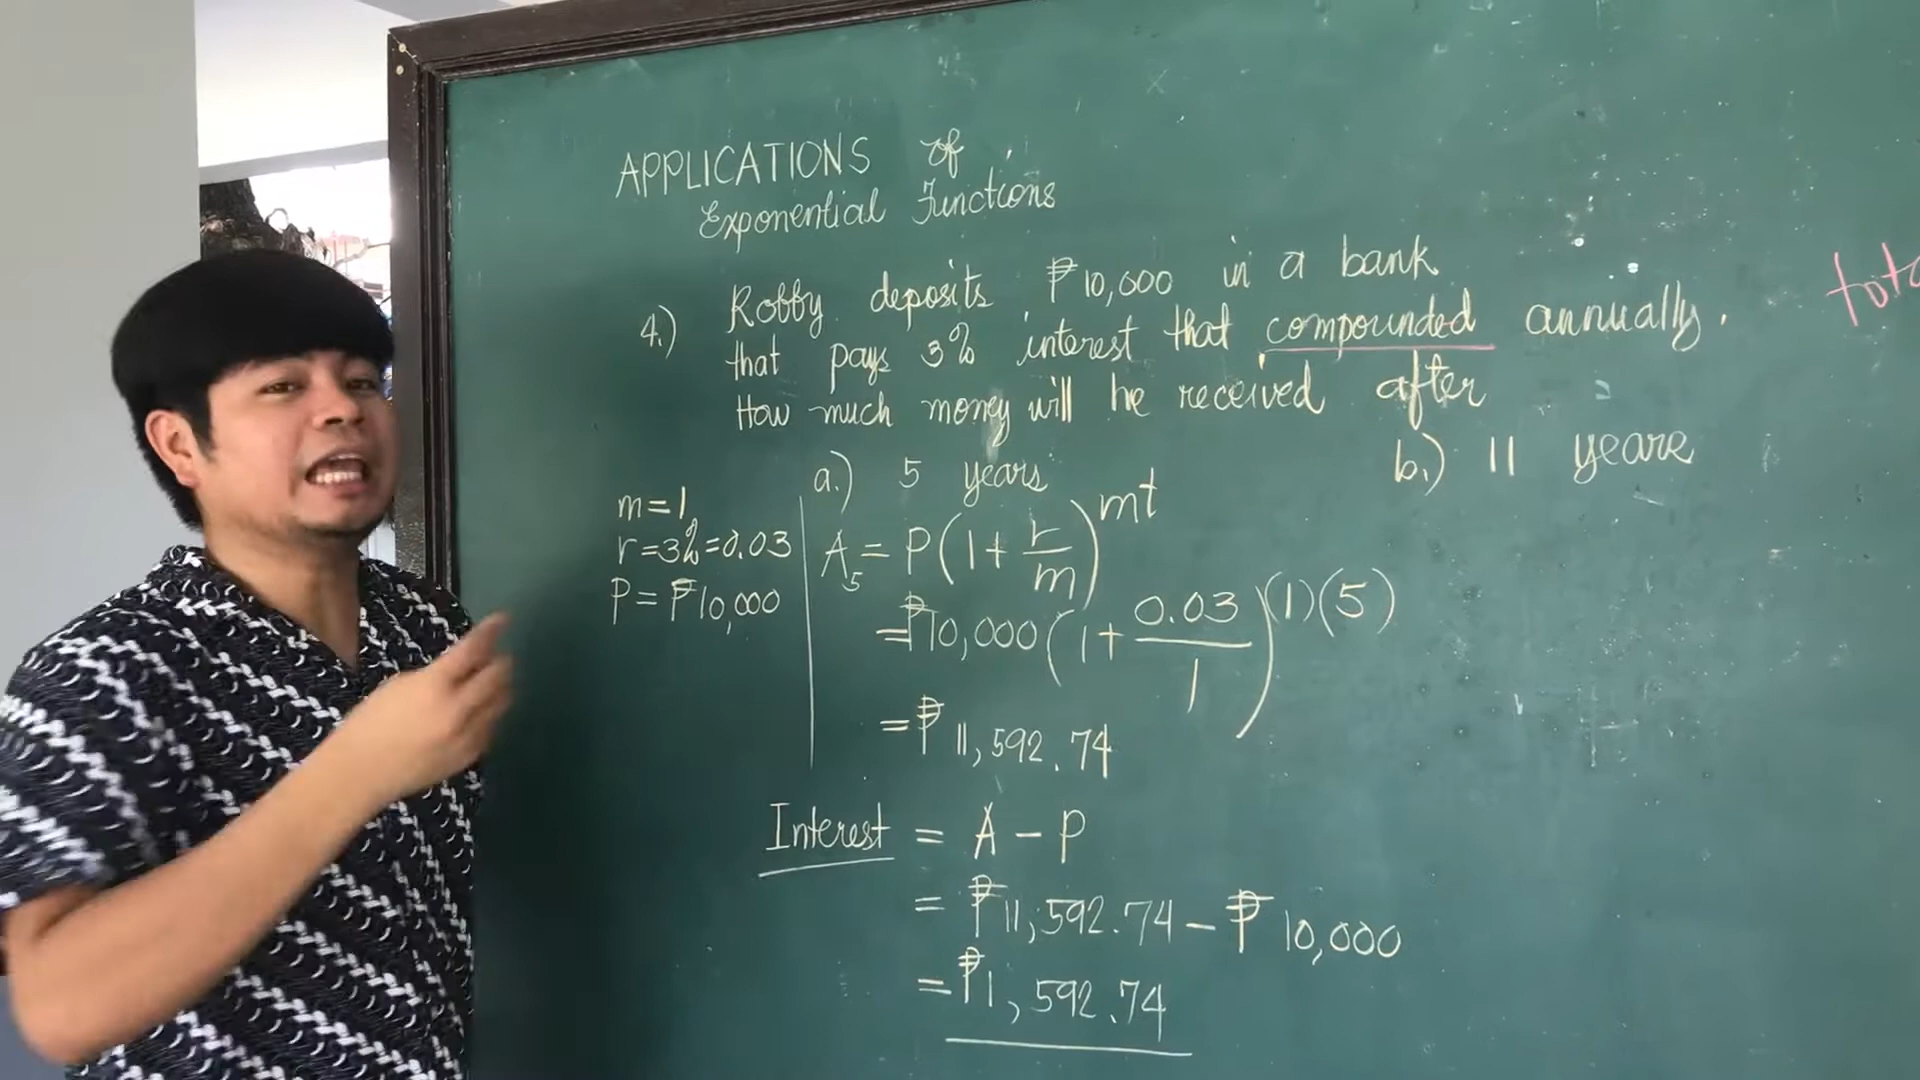 APPLICATIONS of
Exponential Functions
4.) Robby deposits ₱10,000 in a bank
that pays 3% interest that compounded annually.
How much money will he received after
a.) 5 years
b.) 11 years
m=1
r=3%=0.03
P=₱10,000
A₅ = P(1+r/m)^mt
=₱10,000(1+0.03/1)^(1)(5)
=₱11,592.74
Interest = A-P
= ₱11,592.74-₱10,000
=₱1,592.74